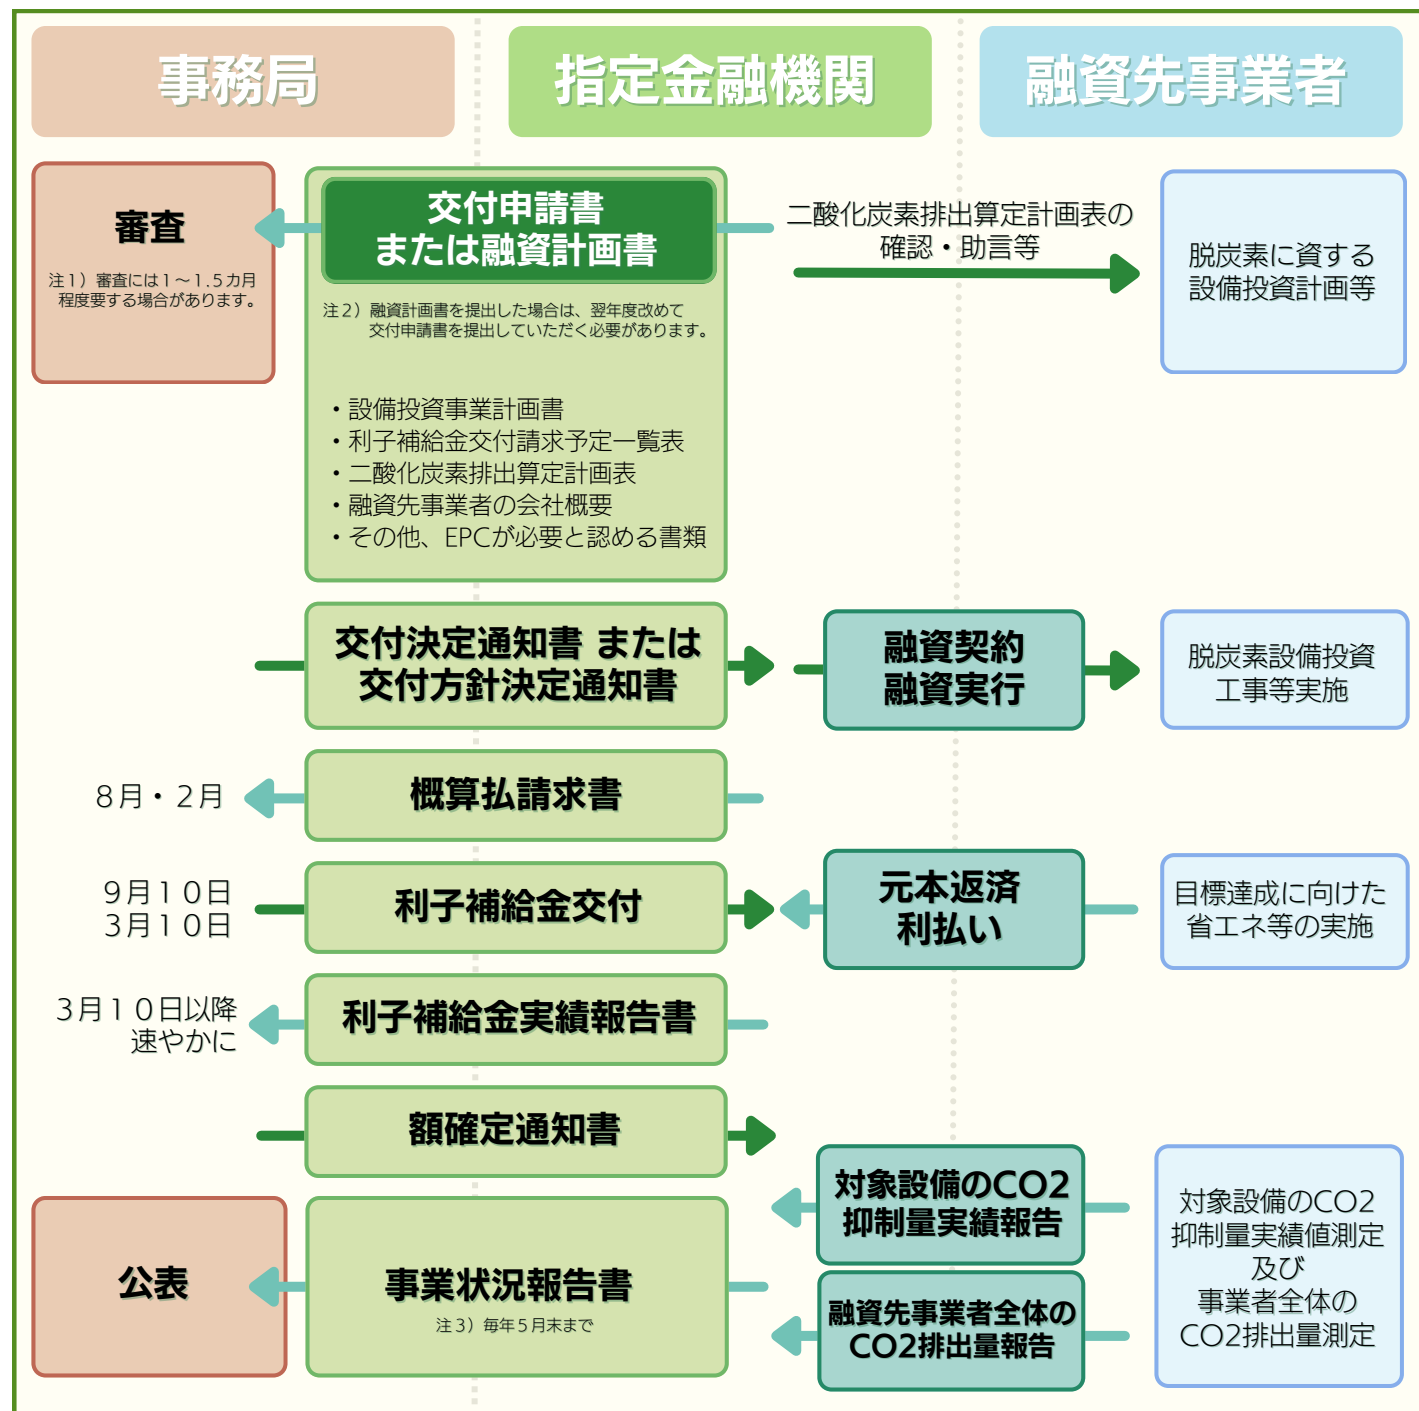 事務局
指定金融機関
融資先事業者
審査
注１）審査には１～１.５カ月
程度要する場合があります。
交付申請書
または融資計画書
注２）融資計画書を提出した場合は、翌年度改めて
交付申請書を提出していただく必要があります。
・設備投資事業計画書
・利子補給金交付請求予定一覧表
・二酸化炭素排出算定計画表
・融資先事業者の会社概要
・その他、EPCが必要と認める書類
二酸化炭素排出算定計画表の
確認・助言等
脱炭素に資する
設備投資計画等
交付決定通知書 または
交付方針決定通知書
融資契約
融資実行
脱炭素設備投資
工事等実施
８月・２月
概算払請求書
９月１０日
３月１０日
利子補給金交付
元本返済
利払い
目標達成に向けた
省エネ等の実施
３月１０日以降
速やかに
利子補給金実績報告書
額確定通知書
対象設備のCO2
抑制量実績報告
対象設備のCO2
抑制量実績値測定
及び
事業者全体の
CO2排出量測定
公表
事業状況報告書
注３）毎年５月末まで
融資先事業者全体の
CO2排出量報告